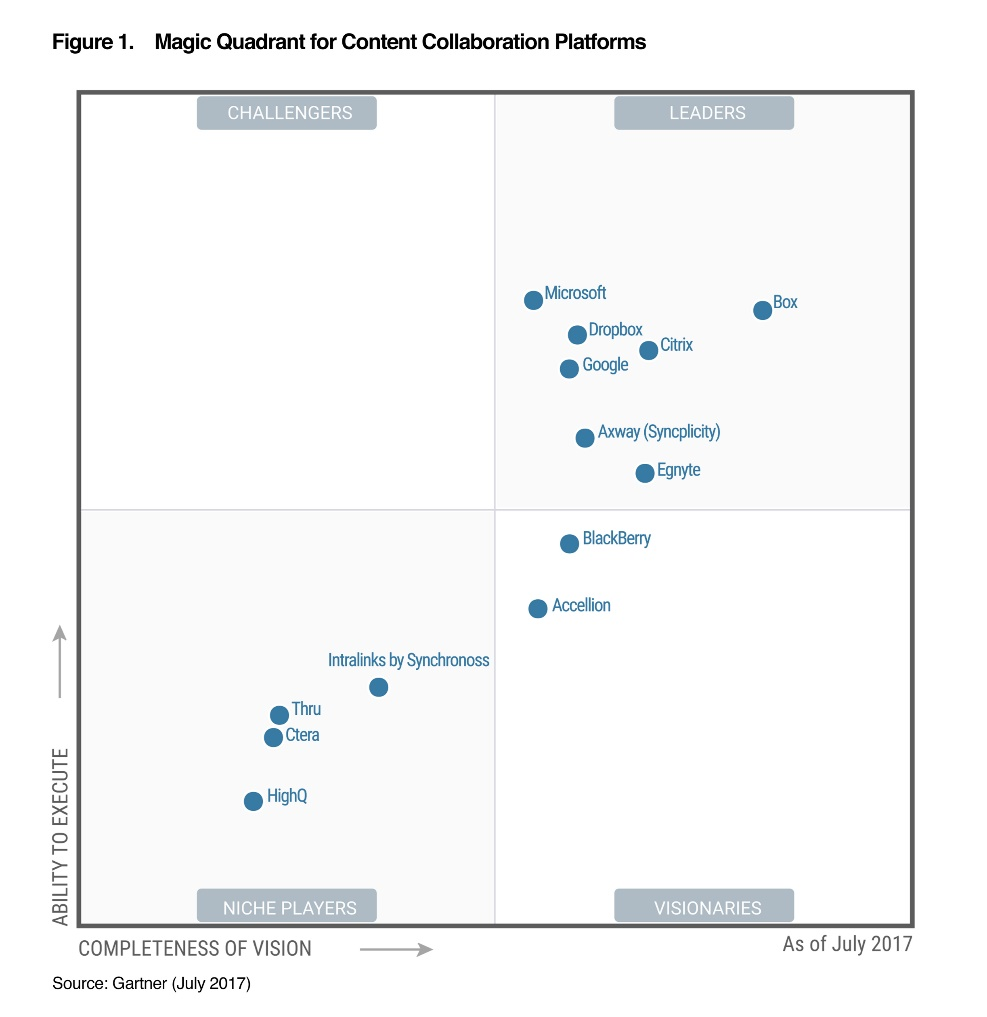 Figure 1. Magic Quadrant for Content Collaboration Platforms
CHALLENGERS
LEADERS
Microsoft
Box
Dropbox
Citrix
Google
Axway (Syncplicity)
Egnyte
BlackBerry
Accellion
Intralinks by Synchronoss
Thru
Ctera
HighQ
ABILITY TO EXECUTE
NICHE PLAYERS
VISIONARIES
COMPLETENESS OF VISION
As of July 2017
Source: Gartner (July 2017)